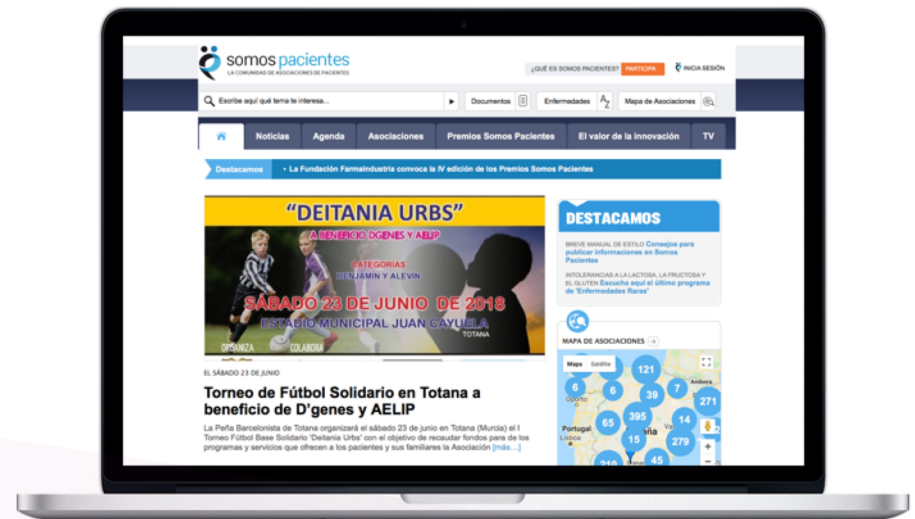 somos pacientes
LA COMUNIDAD DE ASOCIACIONES DE PACIENTES
¿QUÉ ES SOMOS PACIENTES? PARTICIPA INICIA SESIÓN
Escribe aquí qué tema te interesa... Documentos Enfermedades AZ Mapa de Asociaciones
Noticias Agenda Asociaciones Premios Somos Pacientes El valor de la innovación TV
Destacamos • La Fundación Farmaindustria convoca la IV edición de los Premios Somos Pacientes
"DEITANIA URBS"
A BENEFICIO DGENES Y AELIP
CATEGORIAS
BENJAMIN Y ALEVIN
SÁBADO 23 DE JUNIO DE 2018
ESTADIO MUNICIPAL JUAN CAYUELA
TOTANA
ORGANIZA COLABORA
EL SÁBADO 23 DE JUNIO
Torneo de Fútbol Solidario en Totana a
beneficio de D'genes y AELIP
La Peña Barcelonista de Totana organizará el sábado 23 de junio en Totana (Murcia) el I
Torneo Fútbol Base Solidario 'Deitania Urbs' con el objetivo de recaudar fondos para de los
programas y servicios que ofrecen a los pacientes y sus familiares la Asociación [más...]
DESTACAMOS
BREVE MANUAL DE ESTILO Consejos para
publicar informaciones en Somos
Pacientes
INTOLERANCIAS A LA LACTOSA, LA FRUCTOSA Y
EL GLUTEN Escucha aquí el último programa
de 'Enfermedades Raras'
MAPA DE ASOCIACIONES
Mapa Satélite
121
6 6 39 7 Andorra
Oporto 271
65 395 14
Portugal
Lisboa 15 279
210 45